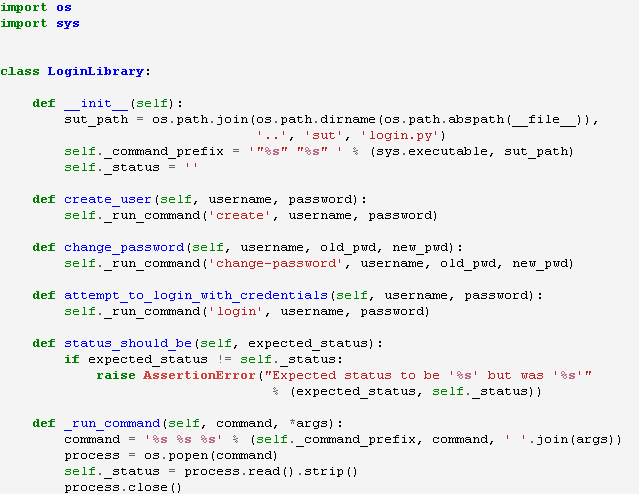 import os
import sys
class LoginLibrary:
def __init__(self):
sut_path = os.path.join(os.path.dirname(os.path.abspath(__file__)),
'..', 'sut', 'login.py')
self._command_prefix = '"%s" "%s" ' % (sys.executable, sut_path)
self._status = ''
def create_user(self, username, password):
self._run_command('create', username, password)
def change_password(self, username, old_pwd, new_pwd):
self._run_command('change-password', username, old_pwd, new_pwd)
def attempt_to_login_with_credentials(self, username, password):
self._run_command('login', username, password)
def status_should_be(self, expected_status):
if expected_status != self._status:
raise AssertionError("Expected status to be '%s' but was '%s'"
% (expected_status, self._status))
def _run_command(self, command, *args):
command = '%s %s %s' % (self._command_prefix, command, ' '.join(args))
process = os.popen(command)
self._status = process.read().strip()
process.close()